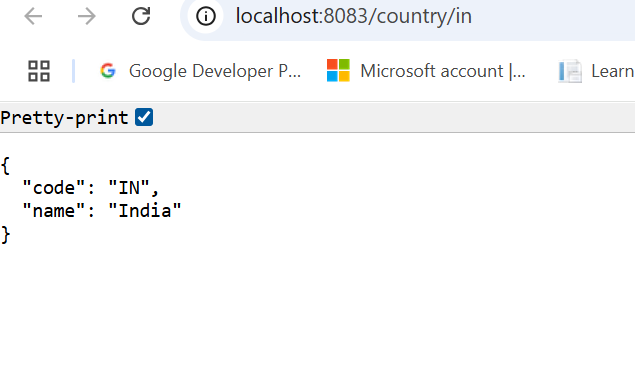 localhost:8083/country/in
Google Developer P... Microsoft account |... Learn
Pretty-print
{
"code": "IN",
"name": "India"
}